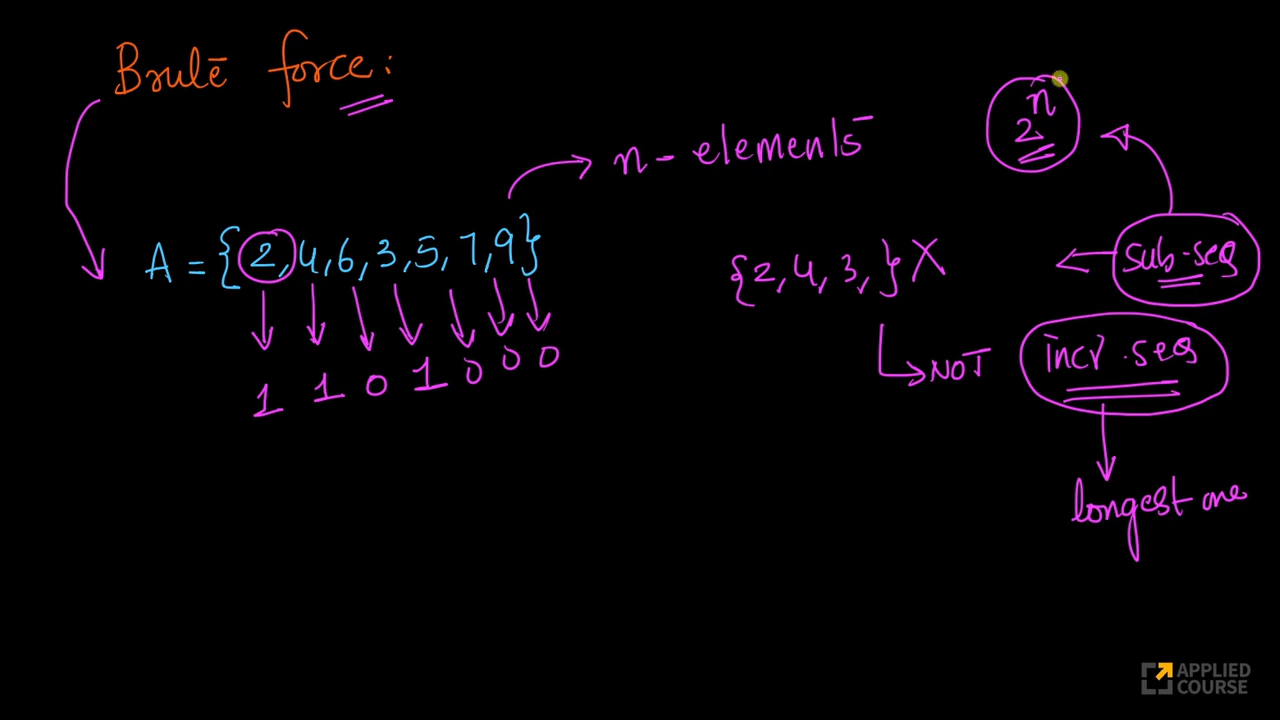 Brute force:
2^n
n - elements
A = {2, 4, 6, 3, 5, 7, 9}
{2, 4, 3, } X
sub-seq
1 1 0 1 0 0 0
NOT
incr. seq
longest one
APPLIED
COURSE